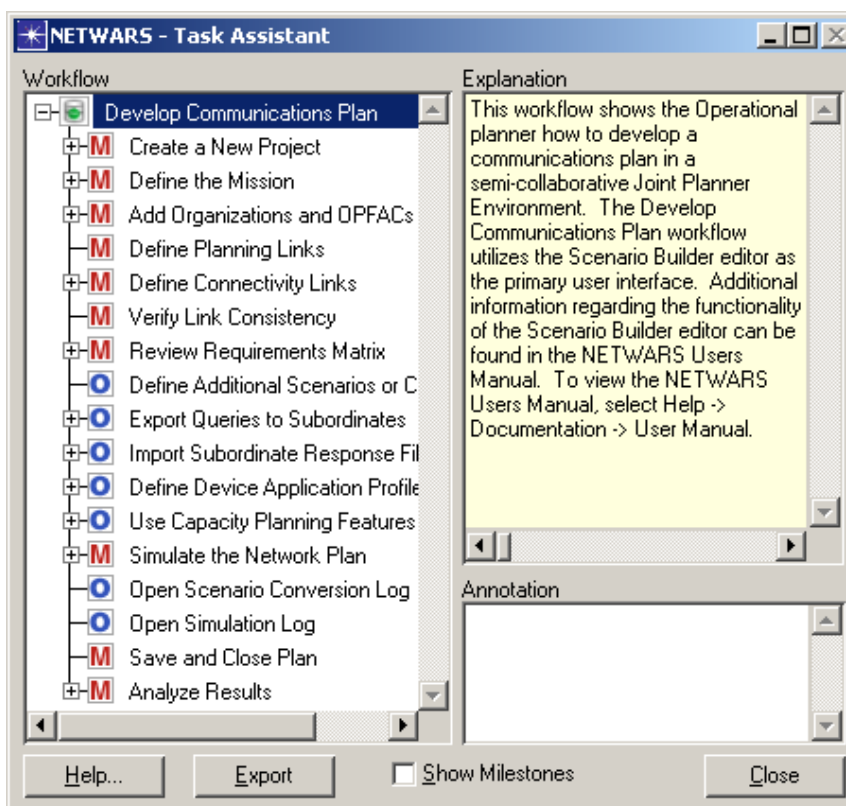 NETWARS - Task Assistant
Workflow
Develop Communications Plan
M Create a New Project
M Define the Mission
M Add Organizations and OPFACs
M Define Planning Links
M Define Connectivity Links
M Verify Link Consistency
M Review Requirements Matrix
O Define Additional Scenarios or C
O Export Queries to Subordinates
O Import Subordinate Response Fil
O Define Device Application Profile
O Use Capacity Planning Features
M Simulate the Network Plan
O Open Scenario Conversion Log
O Open Simulation Log
M Save and Close Plan
M Analyze Results
Explanation
This workflow shows the Operational
planner how to develop a
communications plan in a
semi-collaborative Joint Planner
Environment. The Develop
Communications Plan workflow
utilizes the Scenario Builder editor as
the primary user interface. Additional
information regarding the functionality
of the Scenario Builder editor can be
found in the NETWARS Users
Manual. To view the NETWARS
Users Manual, select Help ->
Documentation -> User Manual.
Annotation
Help...
Export
Show Milestones
Close